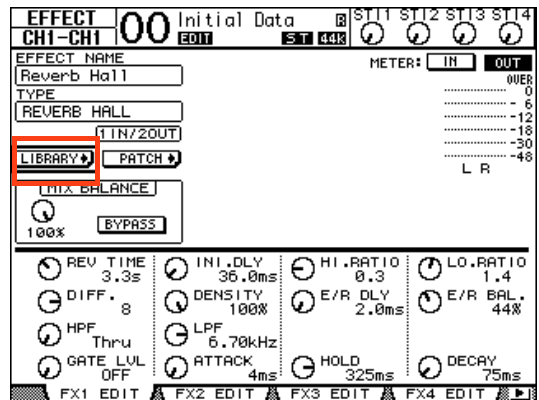 EFFECT
CH1-CH1
00 Initial Data R
EDIT S.T 44K
ST1 ST2 ST3 ST4
EFFECT NAME
Reverb Hall
TYPE
REVERB HALL
(1IN/2OUT)
LIBRARY PATCH
MIX BALANCE
100%
BYPASS
METER: IN OUT
OVER
0
- 6
-12
-18
-30
-48
L R
REV TIME 3.3s
INI.DLY 36.0ms
HI.RATIO 0.3
LO.RATIO 1.4
DIFF. 8
DENSITY 100%
E/R DLY 2.0ms
E/R BAL. 44%
HPF Thru
LPF 6.70kHz
GATE LVL OFF
ATTACK 4ms
HOLD 325ms
DECAY 75ms
FX1 EDIT FX2 EDIT FX3 EDIT FX4 EDIT